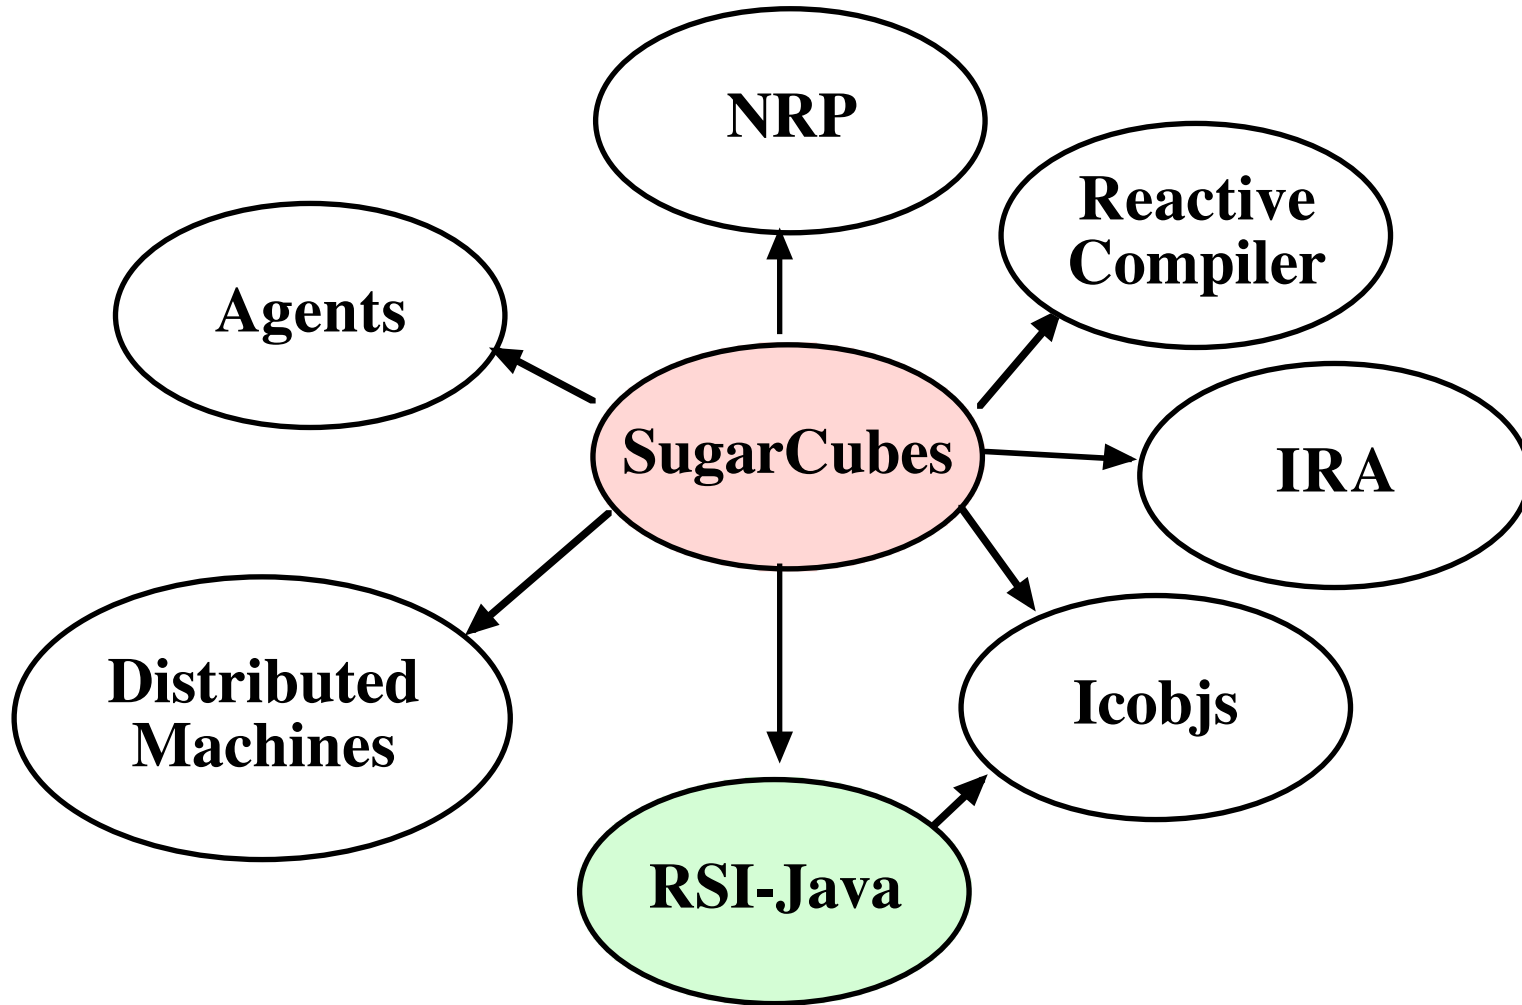 NRP
Reactive
Compiler
Agents
SugarCubes
IRA
Distributed
Machines
Icobjs
RSI-Java